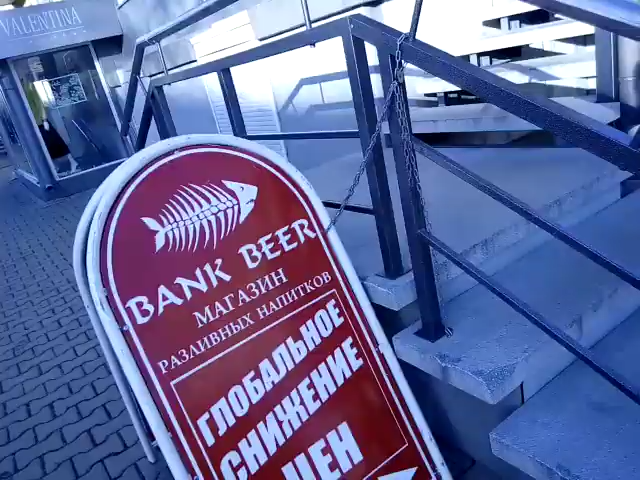 VALENTINA
BANK BEER
МАГАЗИН
РАЗЛИВНЫХ НАПИТКОВ
ГЛОБАЛЬНОЕ
СНИЖЕНИЕ
ЦЕН